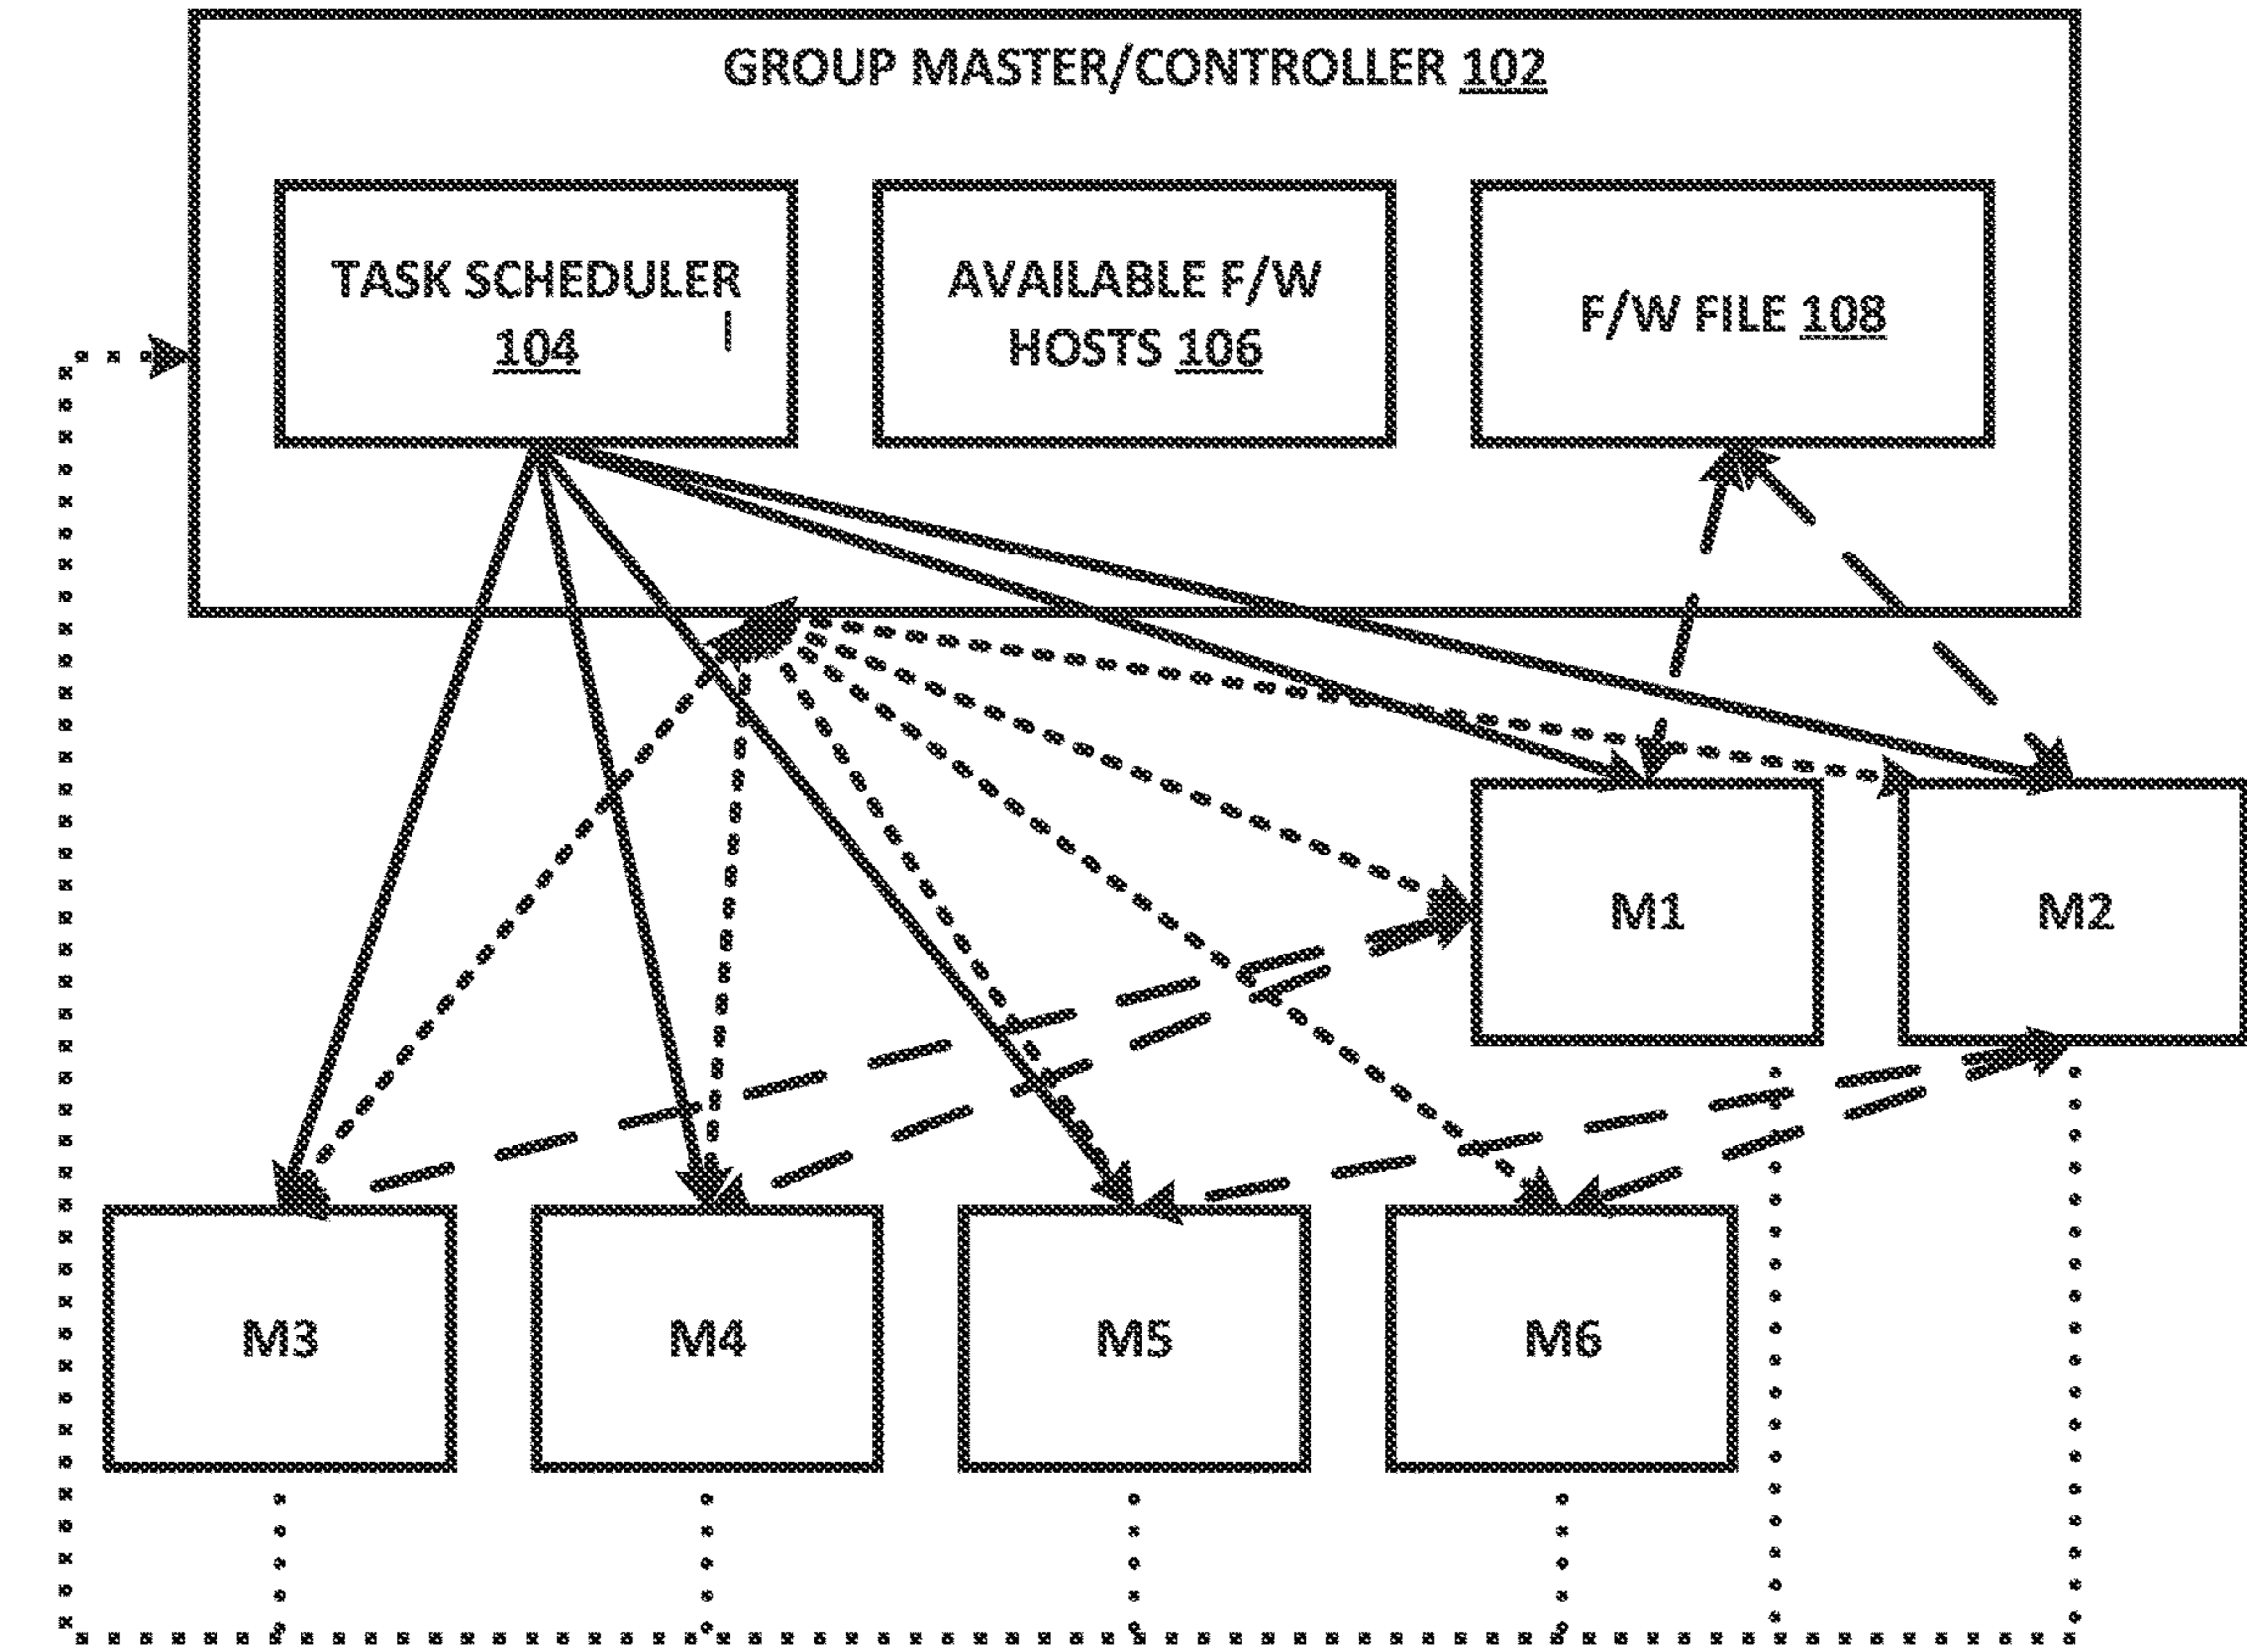 GROUP MASTER/CONTROLLER 102
TASK SCHEDULER
104
AVAILABLE F/W
HOSTS 106
F/W FILE 108
M1
M2
M3
M4
M5
M6